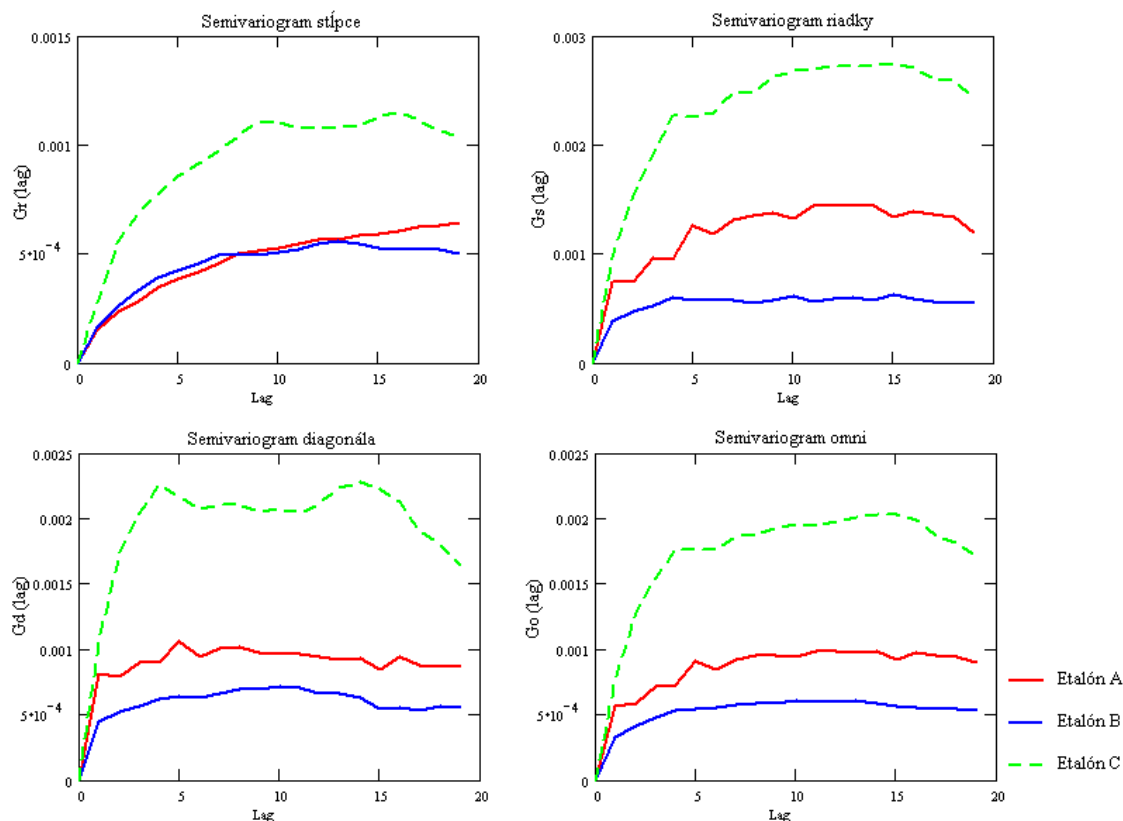 Semivariogram stĺpce
0.0015
0.001
5•10⁻⁴
0
Gr (lag)
0 5 10 15 20
Lag
Semivariogram riadky
0.003
0.002
0.001
0
Gs (lag)
0 5 10 15 20
Lag
Semivariogram diagonála
0.0025
0.002
0.0015
0.001
5•10⁻⁴
0
Gd (lag)
0 5 10 15 20
Lag
Semivariogram omni
0.0025
0.002
0.0015
0.001
5•10⁻⁴
0
Go (lag)
0 5 10 15 20
Lag
Etalón A
Etalón B
Etalón C